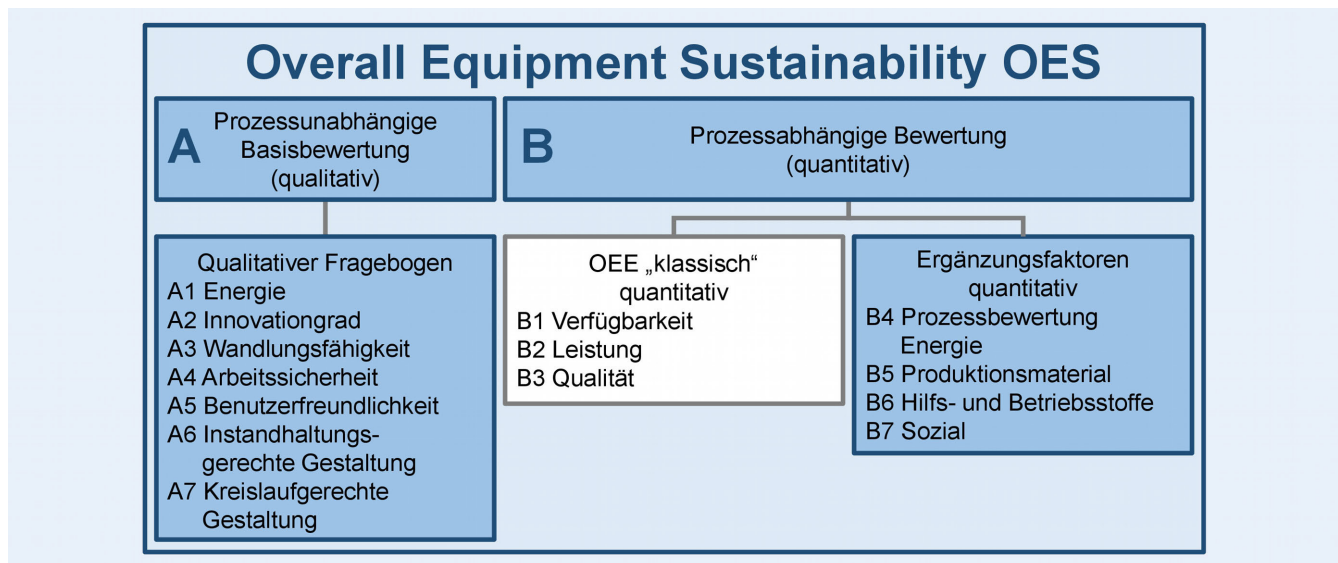 Overall Equipment Sustainability OES
A
Prozessunabhängige
Basisbewertung
(qualitativ)
B
Prozessabhängige Bewertung
(quantitativ)
Qualitativer Fragebogen
A1 Energie
A2 Innovationgrad
A3 Wandlungsfähigkeit
A4 Arbeitssicherheit
A5 Benutzerfreundlichkeit
A6 Instandhaltungs-
gerechte Gestaltung
A7 Kreislaufgerechte
Gestaltung
OEE „klassisch“
quantitativ
B1 Verfügbarkeit
B2 Leistung
B3 Qualität
Ergänzungsfaktoren
quantitativ
B4 Prozessbewertung
Energie
B5 Produktionsmaterial
B6 Hilfs- und Betriebsstoffe
B7 Sozial